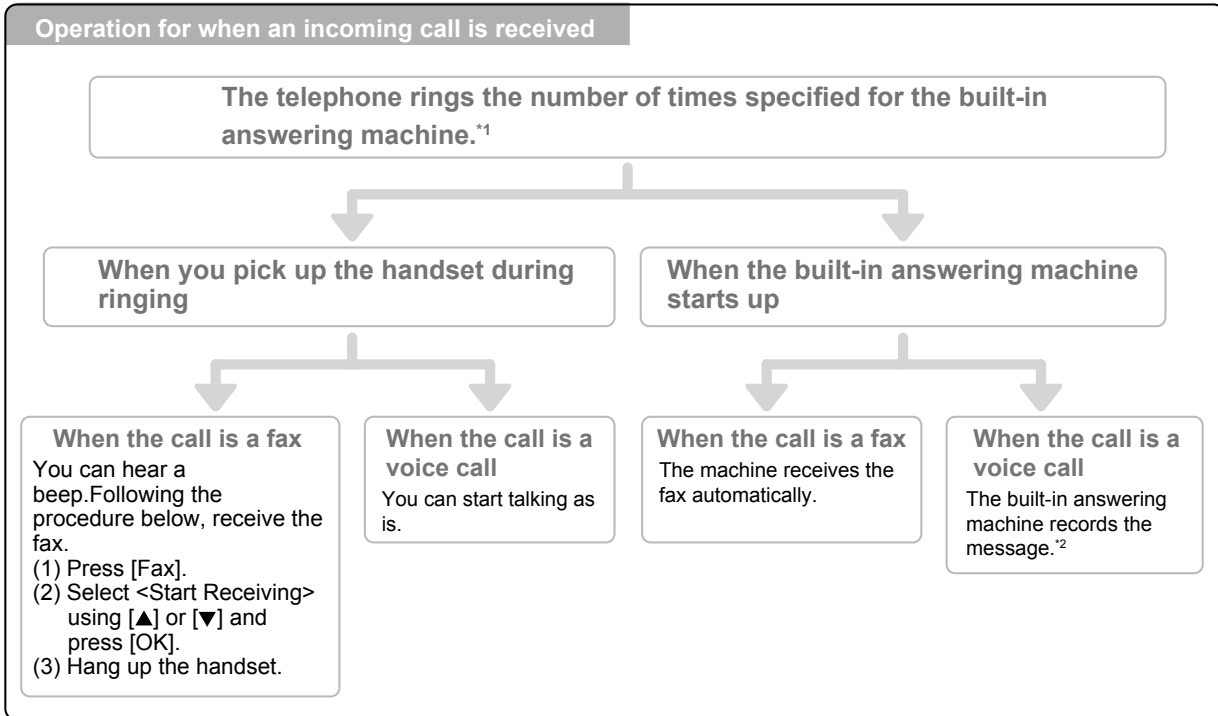 Operation for when an incoming call is received
The telephone rings the number of times specified for the built-in
answering machine.*1
When you pick up the handset during
ringing
When the built-in answering machine
starts up
When the call is a fax
You can hear a
beep.Following the
procedure below, receive the
fax.
(1) Press [Fax].
(2) Select <Start Receiving>
using [▲] or [▼] and
press [OK].
(3) Hang up the handset.
When the call is a
voice call
You can start talking as
is.
When the call is a fax
The machine receives the
fax automatically.
When the call is a
voice call
The built-in answering
machine records the
message.*2